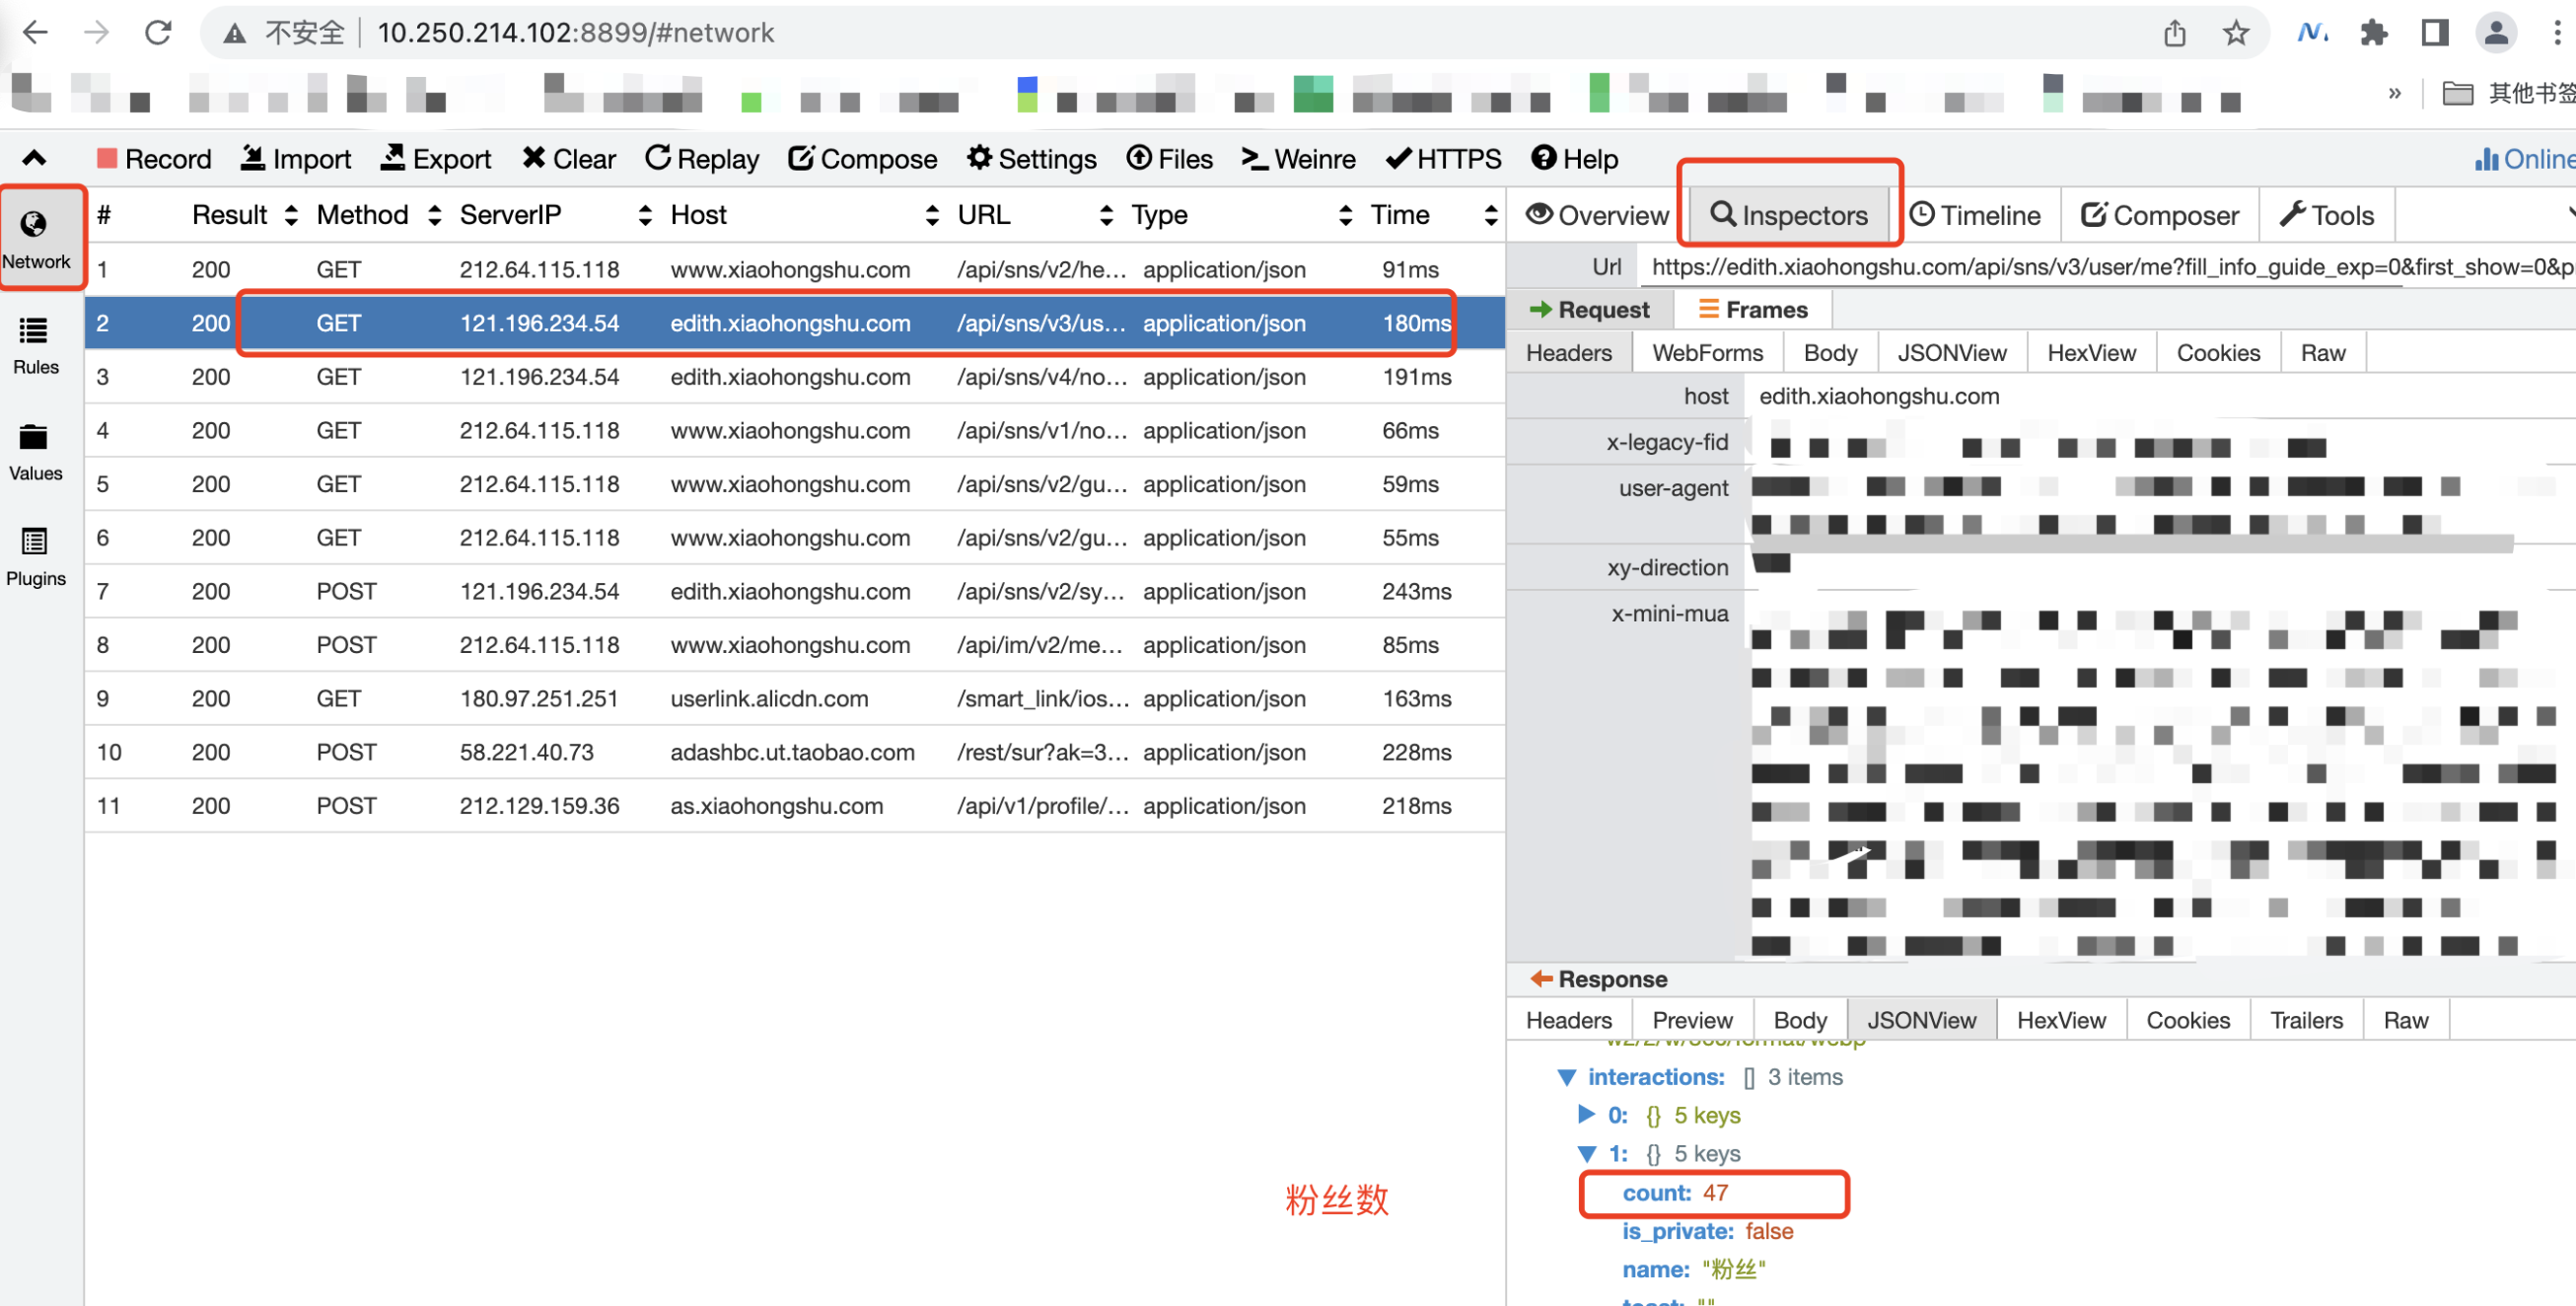 不安全 10.250.214.102:8899/#network
» 其他书签
Record Import Export Clear Replay Compose Settings Files Weinre HTTPS Help Online
Network
Rules
Values
Plugins
# Result Method ServerIP Host URL Type Time
1 200 GET 212.64.115.118 www.xiaohongshu.com /api/sns/v2/he... application/json 91ms
2 200 GET 121.196.234.54 edith.xiaohongshu.com /api/sns/v3/us... application/json 180ms
3 200 GET 121.196.234.54 edith.xiaohongshu.com /api/sns/v4/no... application/json 191ms
4 200 GET 212.64.115.118 www.xiaohongshu.com /api/sns/v1/no... application/json 66ms
5 200 GET 212.64.115.118 www.xiaohongshu.com /api/sns/v2/gu... application/json 59ms
6 200 GET 212.64.115.118 www.xiaohongshu.com /api/sns/v2/gu... application/json 55ms
7 200 POST 121.196.234.54 edith.xiaohongshu.com /api/sns/v2/sy... application/json 243ms
8 200 POST 212.64.115.118 www.xiaohongshu.com /api/im/v2/me... application/json 85ms
9 200 GET 180.97.251.251 userlink.alicdn.com /smart_link/ios... application/json 163ms
10 200 POST 58.221.40.73 adashbc.ut.taobao.com /rest/sur?ak=3... application/json 228ms
11 200 POST 212.129.159.36 as.xiaohongshu.com /api/v1/profile/... application/json 218ms
粉丝数
Overview Inspectors Timeline Composer Tools
Url https://edith.xiaohongshu.com/api/sns/v3/user/me?fill_info_guide_exp=0&first_show=0&p
Request Frames
Headers WebForms Body JSONView HexView Cookies Raw
host edith.xiaohongshu.com
x-legacy-fid
user-agent
xy-direction
x-mini-mua
Response
Headers Preview Body JSONView HexView Cookies Trailers Raw
interactions: [] 3 items
0: {} 5 keys
1: {} 5 keys
count: 47
is_private: false
name: "粉丝"